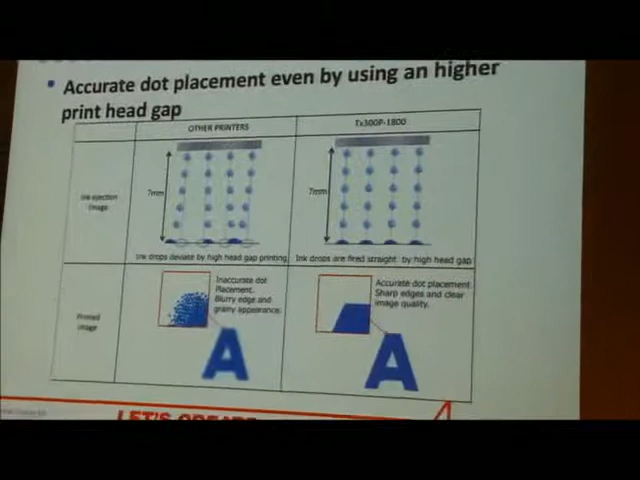 • Accurate dot placement even by using an higher
print head gap
OTHER PRINTERS
Tx300P-1800
Ink ejection
image
7mm
7mm
Ink drops deviate by high head gap printing
Ink drops are fired straight by high head gap
Printed
image
Inaccurate dot
Placement.
Blurry edge and
grainy appearance.
A
Accurate dot placement.
Sharp edges and clear
image quality.
A
LET'S CREATE